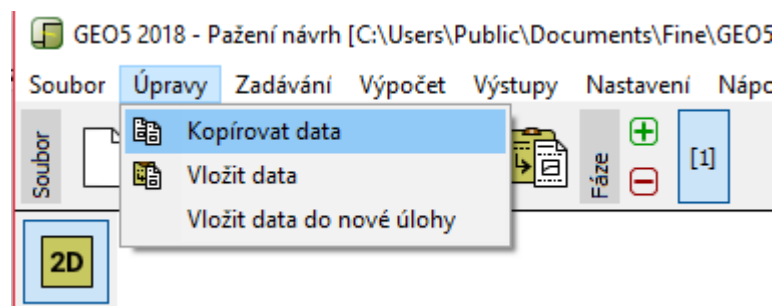 GEO5 2018 - Pažení návrh [C:\Users\Public\Documents\Fine\GEO5
Soubor Úpravy Zadávání Výpočet Výstupy Nastavení
Soubor
Kopírovat data
Fáze
[1]
Vložit data
Vložit data do nové úlohy
2D